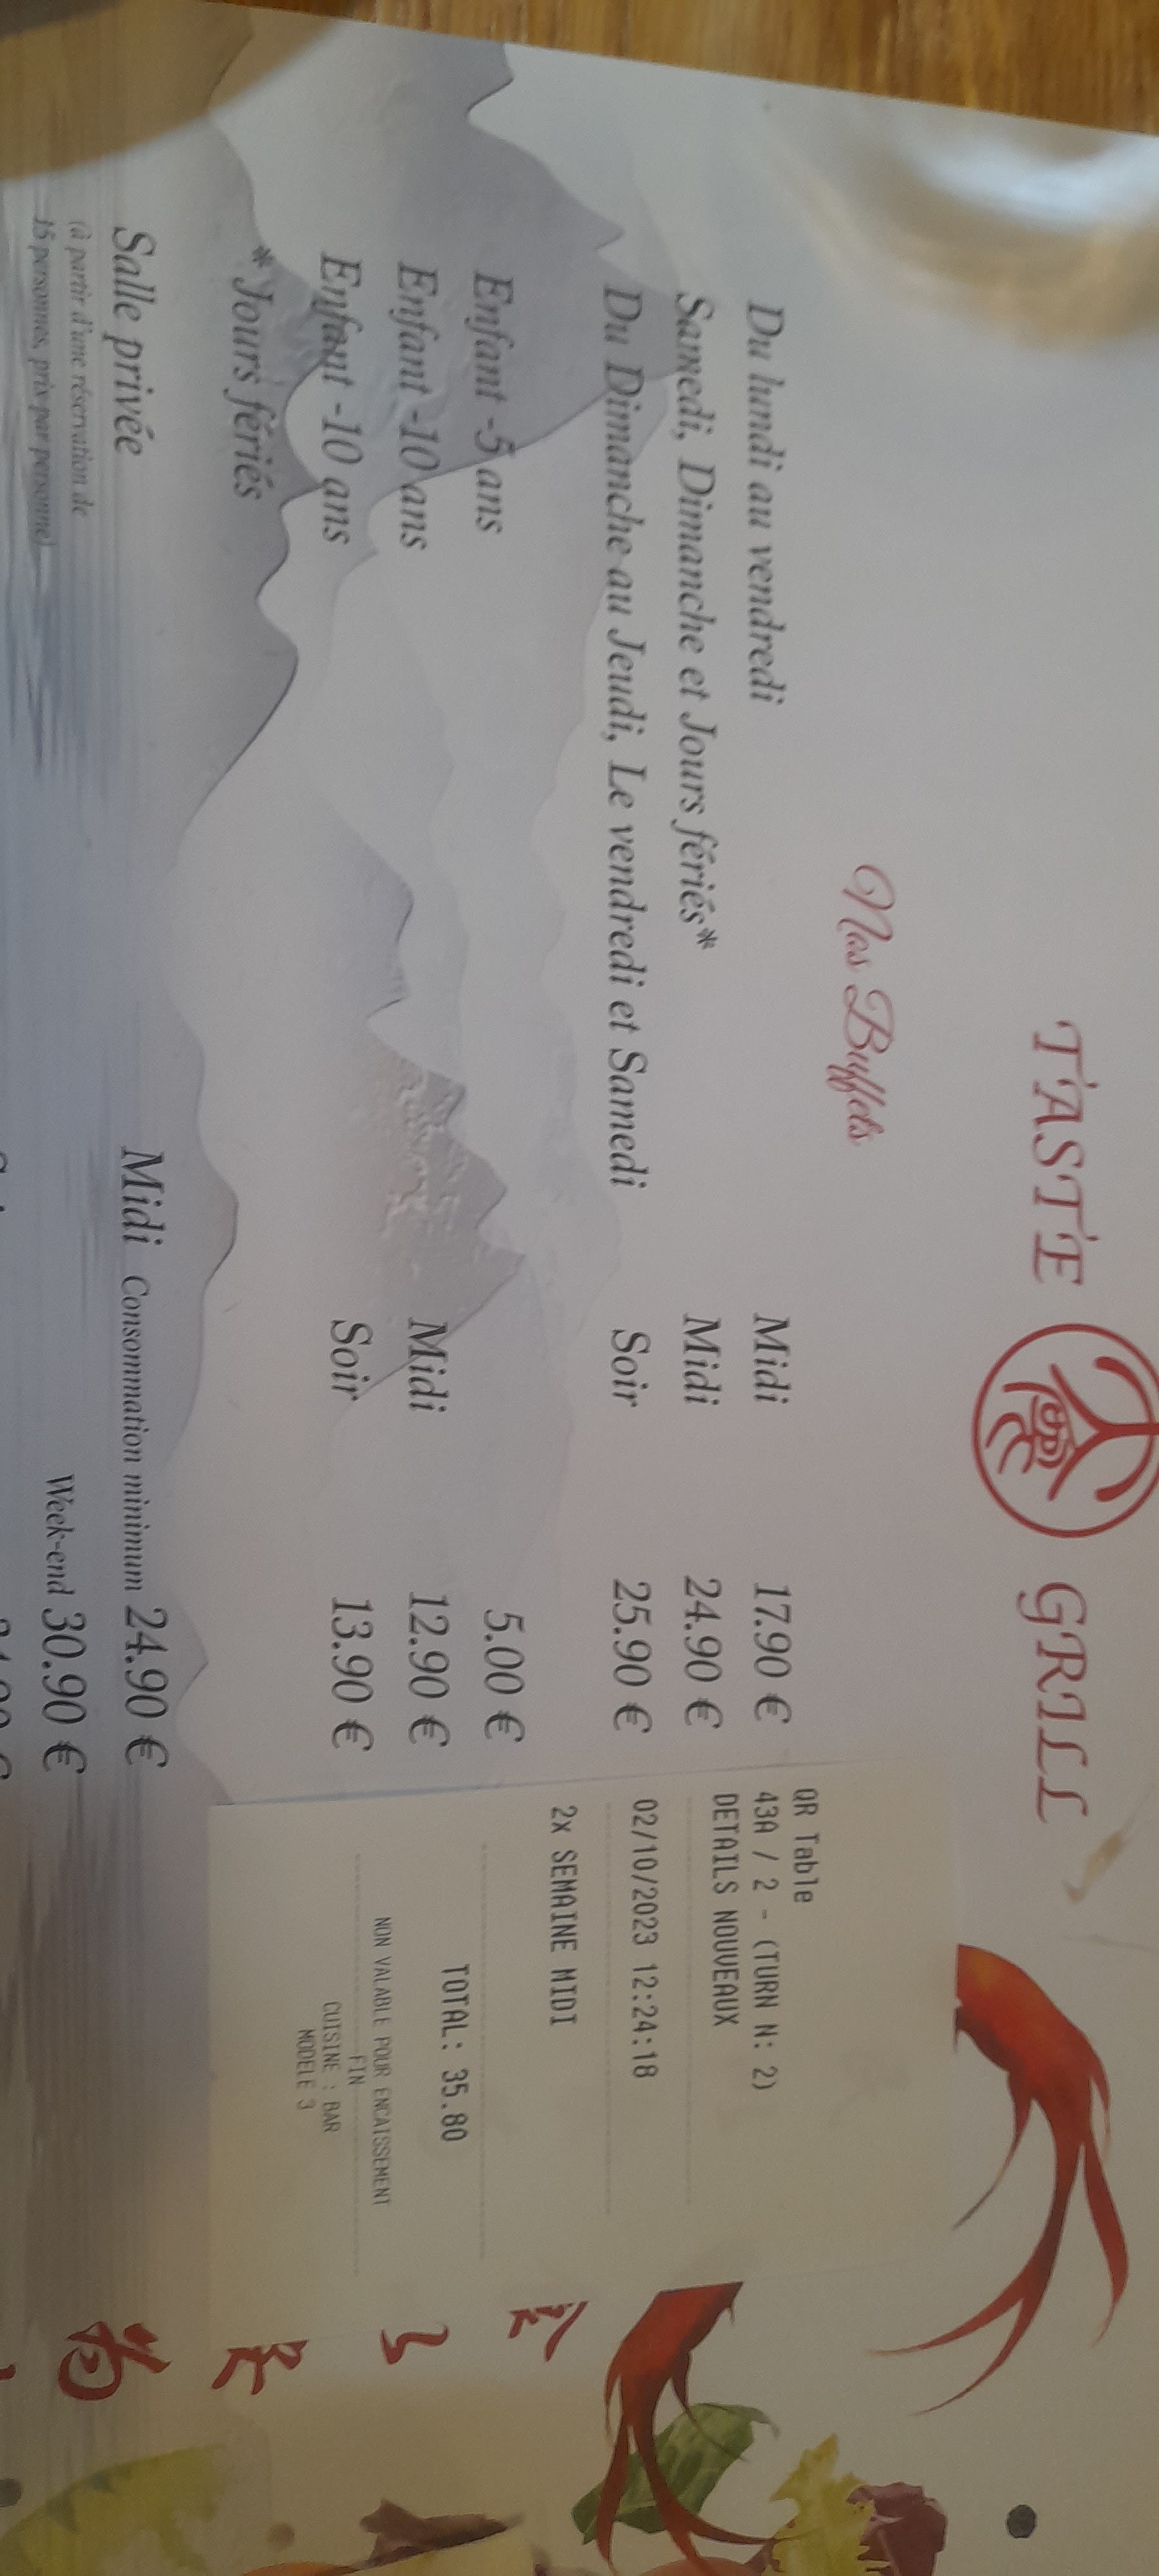 TASTE GRILL
Nos Buffets
Du lundi au vendredi Midi 17.90 €
Samedi, Dimanche et Jours fériés* Midi 24.90 €
Du Dimanche au Jeudi, Le vendredi et Samedi Soir 25.90 €
Enfant -5 ans 5.00 €
Enfant -10 ans Midi 12.90 €
Enfant -10 ans Soir 13.90 €
*Jours fériés
Salle privée Midi Consommation minimum 24.90 €
(à partir d'une réservation de
15 personnes, prix par personne) Week-end 30.90 €
QR Table
43A / 2 - (TURN N: 2)
DETAILS NOUVEAUX
02/10/2023 12:24:18
2x SEMAINE MIDI
TOTAL: 35.80
NON VALABLE POUR ENCAISSEMENT
FIN
CUISINE : BAR
MODELE 3